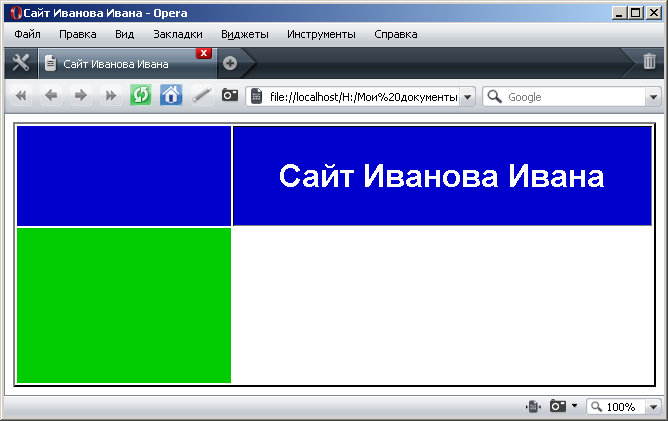 Сайт Иванова Ивана - Opera
Файл Правка Вид Закладки Виджеты Инструменты Справка
Сайт Иванова Ивана
file://localhost/H:/Мои%20документы Google
Сайт Иванова Ивана
100%